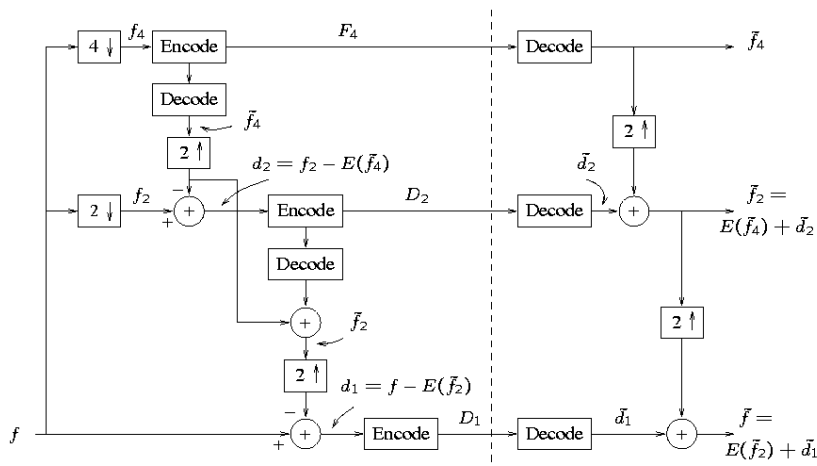 4 ↓ f₄ Encode F₄ Decode f̃₄
Decode
f̃₄
2 ↑ 2 ↑
d₂ = f₂ − E(f̃₄) d̃₂
−
2 ↓ f₂ + + Encode D₂ Decode + f̃₂ =
E(f̃₄) + d̃₂
Decode
+ f̃₂ 2 ↑
2 ↑
d₁ = f − E(f̃₂)
−
f + + Encode D₁ Decode d̃₁ + f̃ =
E(f̃₂) + d̃₁